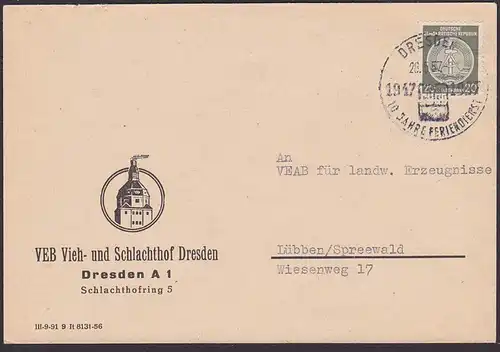 DRESDEN
1947
10 JAHRE FERIENDIENST
DEUTSCHE
DEMOKRATISCHE REPUBLIK
20
An
VEAB für landw. Erzeugnisse
Lübben/Spreewald
Wiesenweg 17
VEB Vieh- und Schlachthof Dresden
Dresden A 1
Schlachthofring 5
III-9-91 9 It 8131-56